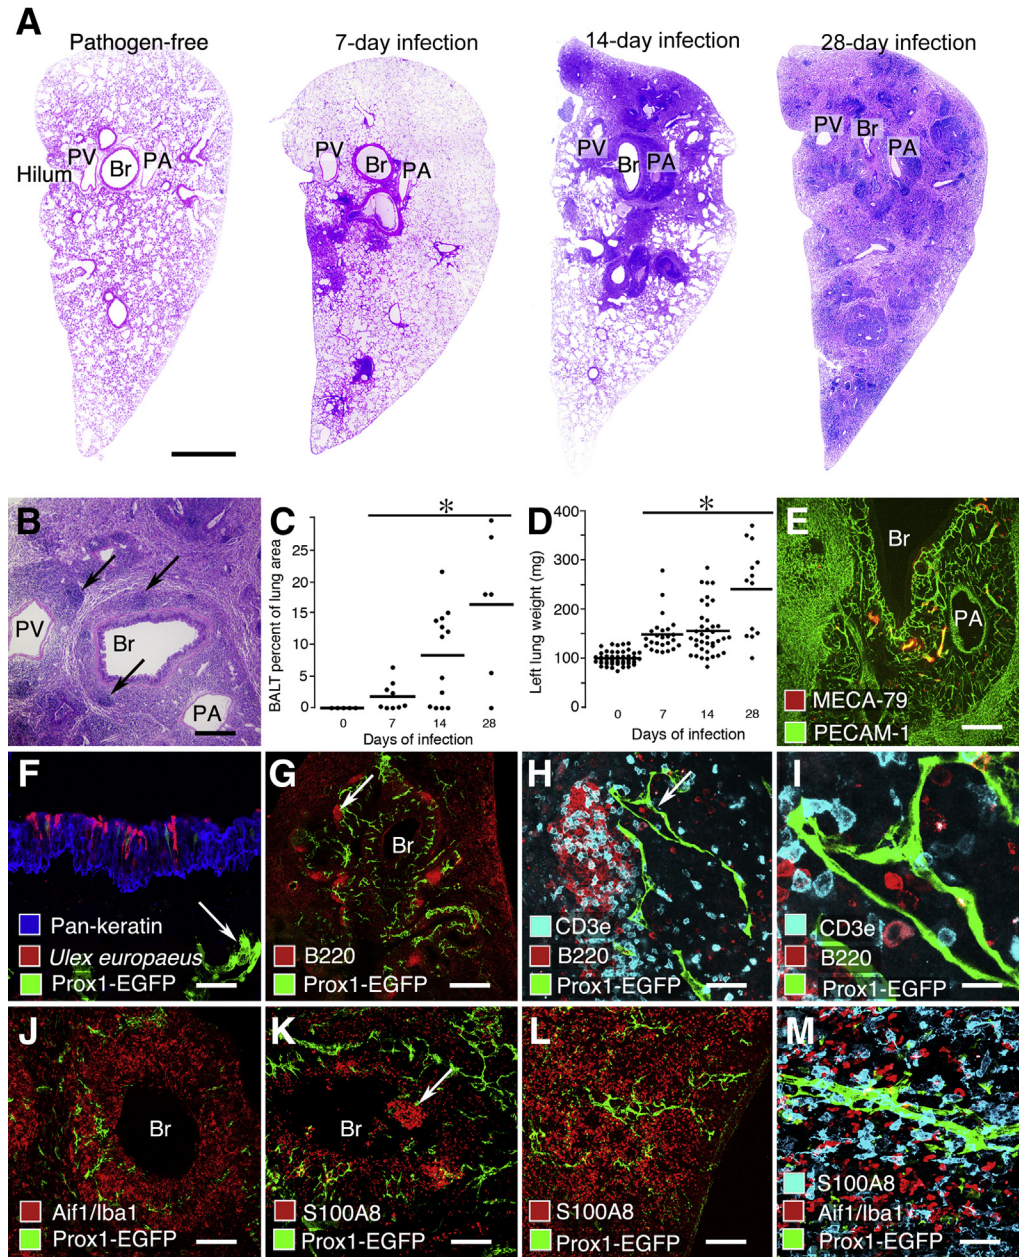 A
Pathogen-free
7-day infection
14-day infection
28-day infection
Hilum
PV
Br
PA
PV
Br
PA
PV
Br
PA
PV
Br
PA
B
Br
PV
PA
C
*
BALT percent of lung area
25
20
15
10
5
0
0 7 14 28
Days of infection
D
*
Left lung weight (mg)
400
300
200
150
100
0
0 7 14 28
Days of infection
E
Br
PA
MECA-79
PECAM-1
F
Pan-keratin
Ulex europaeus
Prox1-EGFP
G
Br
B220
Prox1-EGFP
H
CD3e
B220
Prox1-EGFP
I
CD3e
B220
Prox1-EGFP
J
Br
Aif1/Iba1
Prox1-EGFP
K
Br
S100A8
Prox1-EGFP
L
S100A8
Prox1-EGFP
M
S100A8
Aif1/Iba1
Prox1-EGFP